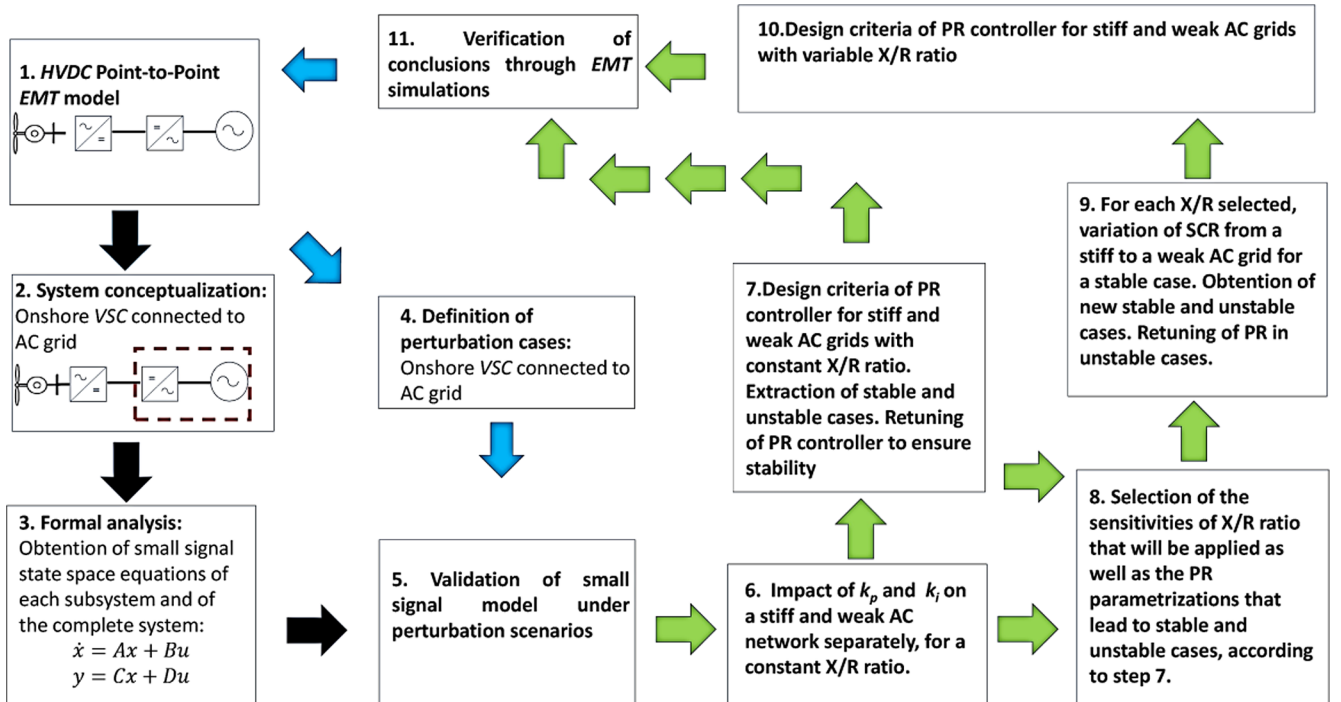 1. HVDC Point-to-Point
EMT model
2. System conceptualization:
Onshore VSC connected to
AC grid
3. Formal analysis:
Obtention of small signal
state space equations of
each subsystem and of
the complete system:
ẋ = Ax + Bu
y = Cx + Du
4. Definition of
perturbation cases:
Onshore VSC connected to
AC grid
5. Validation of small
signal model under
perturbation scenarios
6. Impact of kp and ki on
a stiff and weak AC
network separately, for a
constant X/R ratio.
7.Design criteria of PR
controller for stiff and
weak AC grids with
constant X/R ratio.
Extraction of stable and
unstable cases. Retuning
of PR controller to ensure
stability
8. Selection of the
sensitivities of X/R ratio
that will be applied as
well as the PR
parametrizations that
lead to stable and
unstable cases, according
to step 7.
9. For each X/R selected,
variation of SCR from a
stiff to a weak AC grid for
a stable case. Obtention of
new stable and unstable
cases. Retuning of PR in
unstable cases.
10.Design criteria of PR controller for stiff and weak AC grids
with variable X/R ratio
11. Verification of
conclusions through EMT
simulations